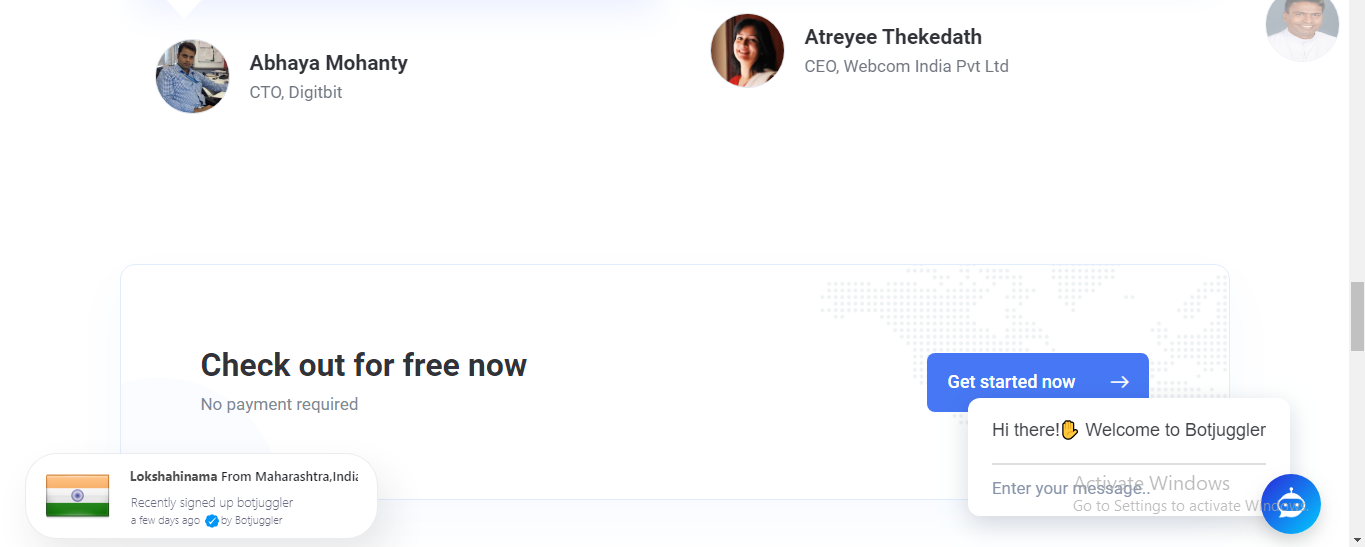 Abhaya Mohanty
CTO, Digitbit
Atreyee Thekedath
CEO, Webcom India Pvt Ltd
Check out for free now
No payment required
Get started now
Hi there!✋ Welcome to Botjuggler
Enter your message..
Activate Windows
Go to Settings to activate Windows.
Lokshahinama From Maharashtra,India
Recently signed up botjuggler
a few days ago by Botjuggler